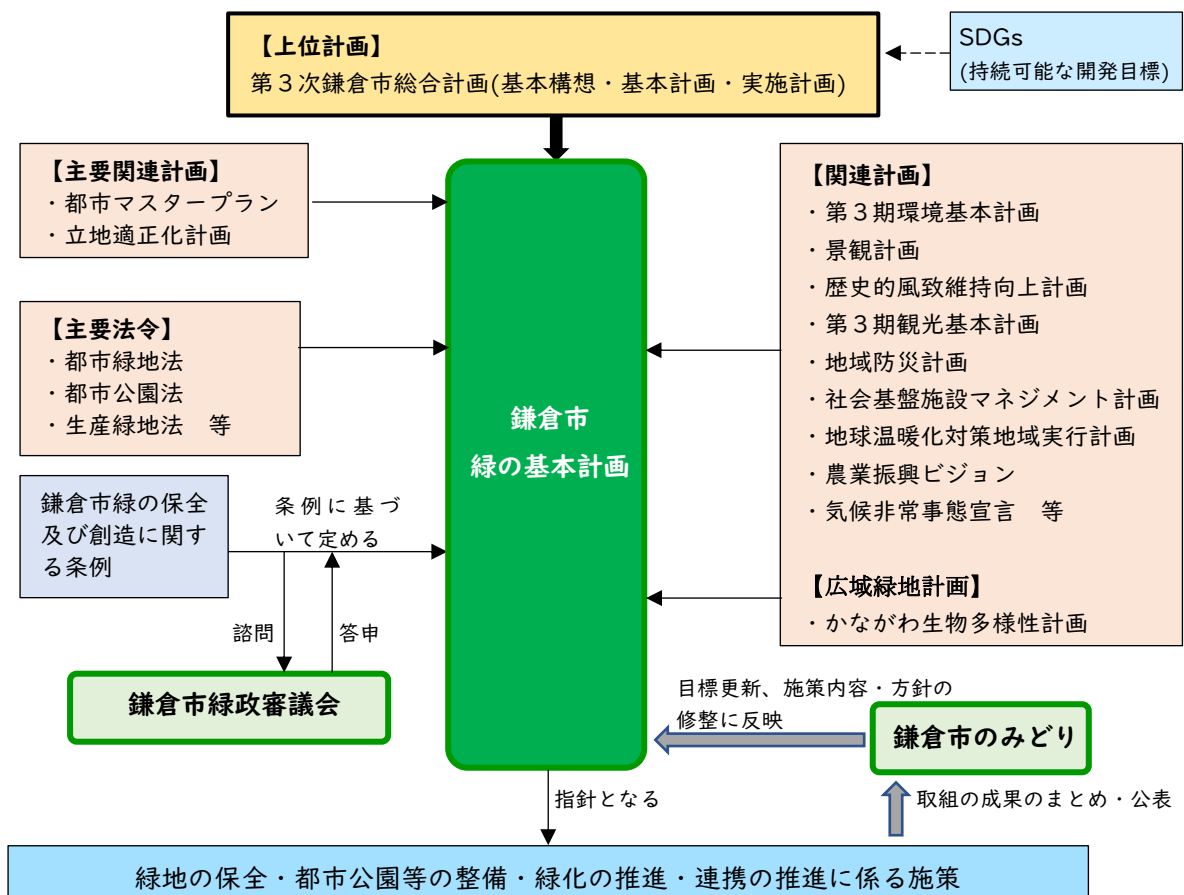 【上位計画】
第３次鎌倉市総合計画(基本構想・基本計画・実施計画)
SDGs
(持続可能な開発目標)
【主要関連計画】
・都市マスタープラン
・立地適正化計画
【主要法令】
・都市緑地法
・都市公園法
・生産緑地法　等
鎌倉市緑の保全
及び創造に関す
る条例
条例に基づ
いて定める
諮問
答申
鎌倉市緑政審議会
鎌倉市
緑の基本計画
【関連計画】
・第３期環境基本計画
・景観計画
・歴史的風致維持向上計画
・第３期観光基本計画
・地域防災計画
・社会基盤施設マネジメント計画
・地球温暖化対策地域実行計画
・農業振興ビジョン
・気候非常事態宣言　等
【広域緑地計画】
・かながわ生物多様性計画
目標更新、施策内容・方針の
修整に反映
鎌倉市のみどり
指針となる
取組の成果のまとめ・公表
緑地の保全・都市公園等の整備・緑化の推進・連携の推進に係る施策